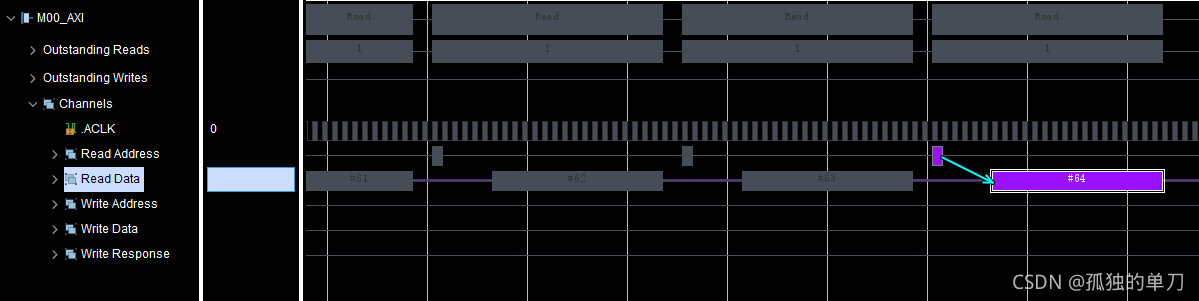 M00_AXI
Read Read Read Read
Outstanding Reads
1 1 1 1
Outstanding Writes
Channels
.ACLK 0
Read Address
Read Data
#61 #62 #63 #64
Write Address
Write Data
Write Response
CSDN @孤独的单刀